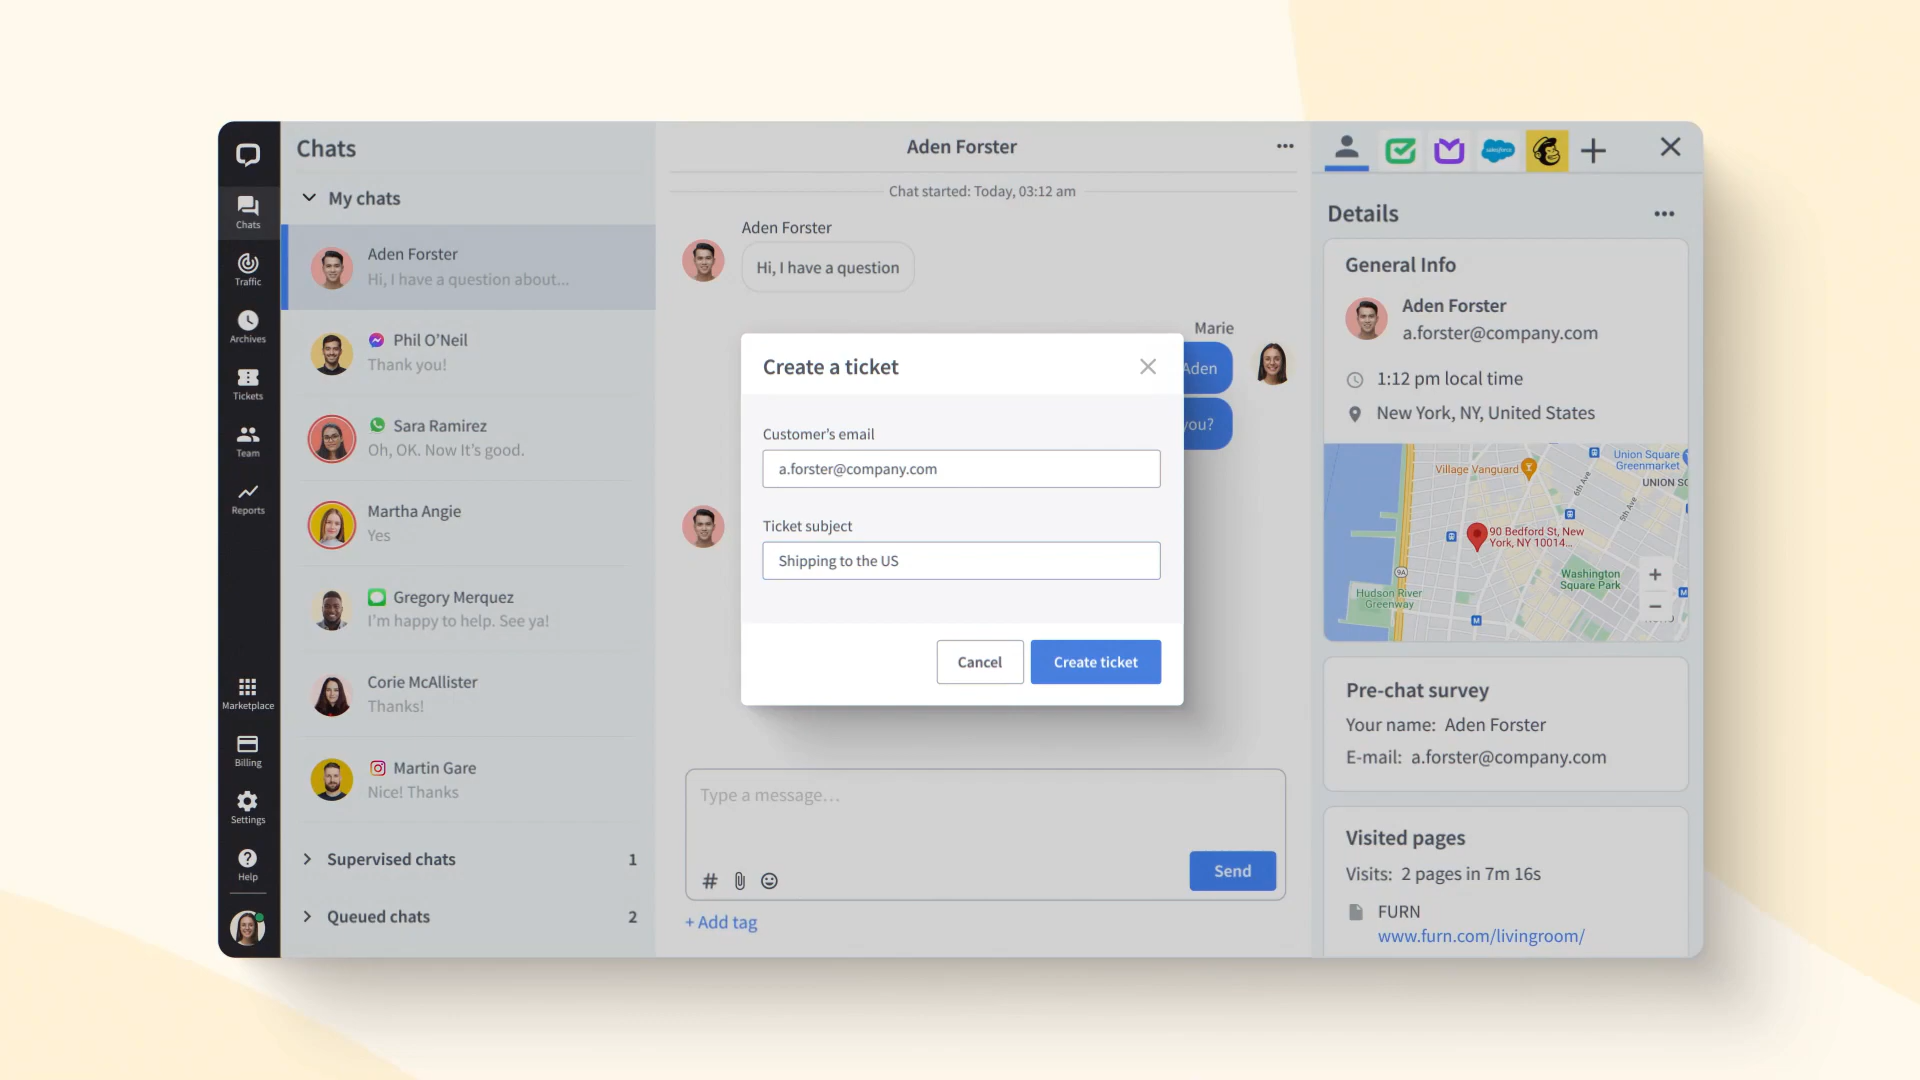 Chats
Traffic
Archives
Tickets
Team
Reports
Marketplace
Billing
Settings
Help
Chats
My chats
Aden Forster
Hi, I have a question about...
Phil O'Neil
Thank you!
Sara Ramirez
Oh, OK. Now It's good.
Martha Angie
Yes
Gregory Merquez
I'm happy to help. See ya!
Corie McAllister
Thanks!
Martin Gare
Nice! Thanks
Supervised chats 1
Queued chats 2
Aden Forster
Chat started: Today, 03:12 am
Aden Forster
Hi, I have a question
Marie
Aden
you?
Create a ticket
Customer's email
a.forster@company.com
Ticket subject
Shipping to the US
Cancel
Create ticket
Type a message...
Send
+ Add tag
salesforce
Details
General Info
Aden Forster
a.forster@company.com
1:12 pm local time
New York, NY, United States
Village Vanguard
Union Square
Greenmarket
UNION SQ
6th Ave
5th Ave
90 Bedford St, New
York, NY 10014...
9A
Washington
Square Park
Hudson River
Greenway
M
M
Pre-chat survey
Your name: Aden Forster
E-mail: a.forster@company.com
Visited pages
Visits: 2 pages in 7m 16s
FURN
www.furn.com/livingroom/